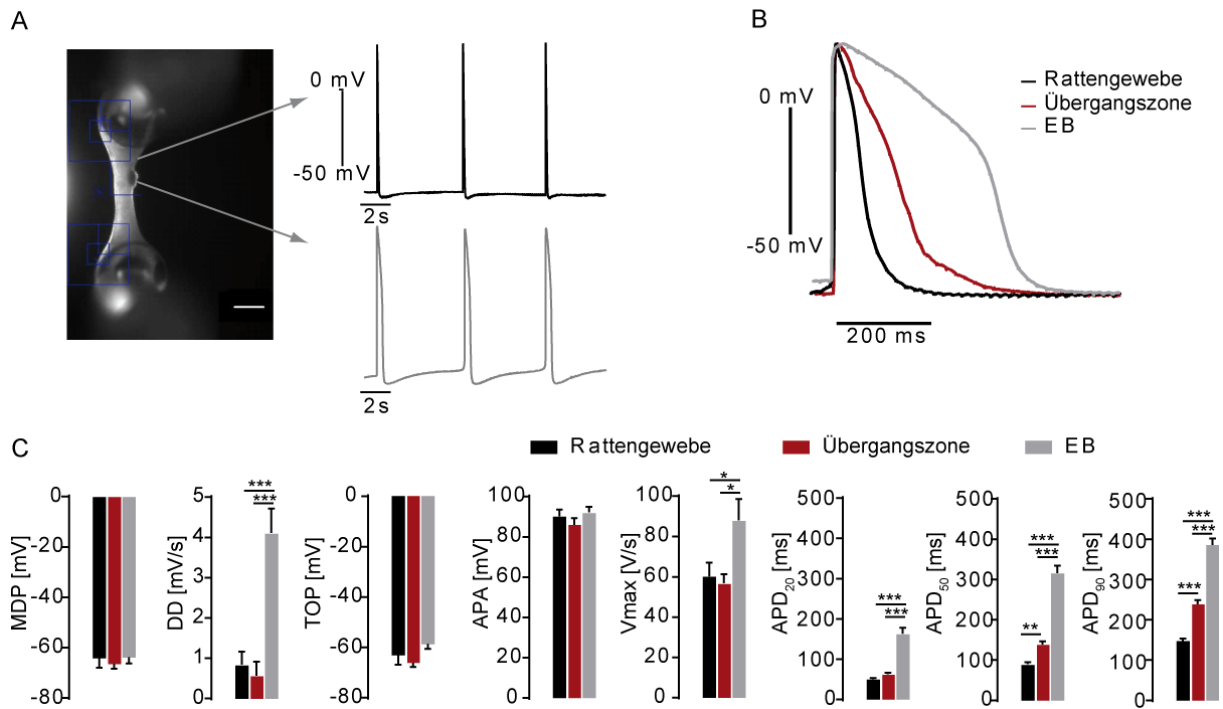 A
0 mV
-50 mV
2s
2s
B
0 mV
-50 mV
200 ms
Rattengewebe
Übergangszone
EB
C
Rattengewebe
Übergangszone
EB
MDP [mV]
0
-20
-40
-60
-80
DD [mV/s]
5
4
3
2
1
0
***
***
TOP [mV]
0
-20
-40
-60
-80
APA [mV]
100
80
60
40
20
0
Vmax [V/s]
100
80
60
40
20
0
*
*
APD20 [ms]
500
400
300
200
100
0
***
***
APD50 [ms]
500
400
300
200
100
0
***
***
**
APD90 [ms]
500
400
300
200
100
0
***
***
***